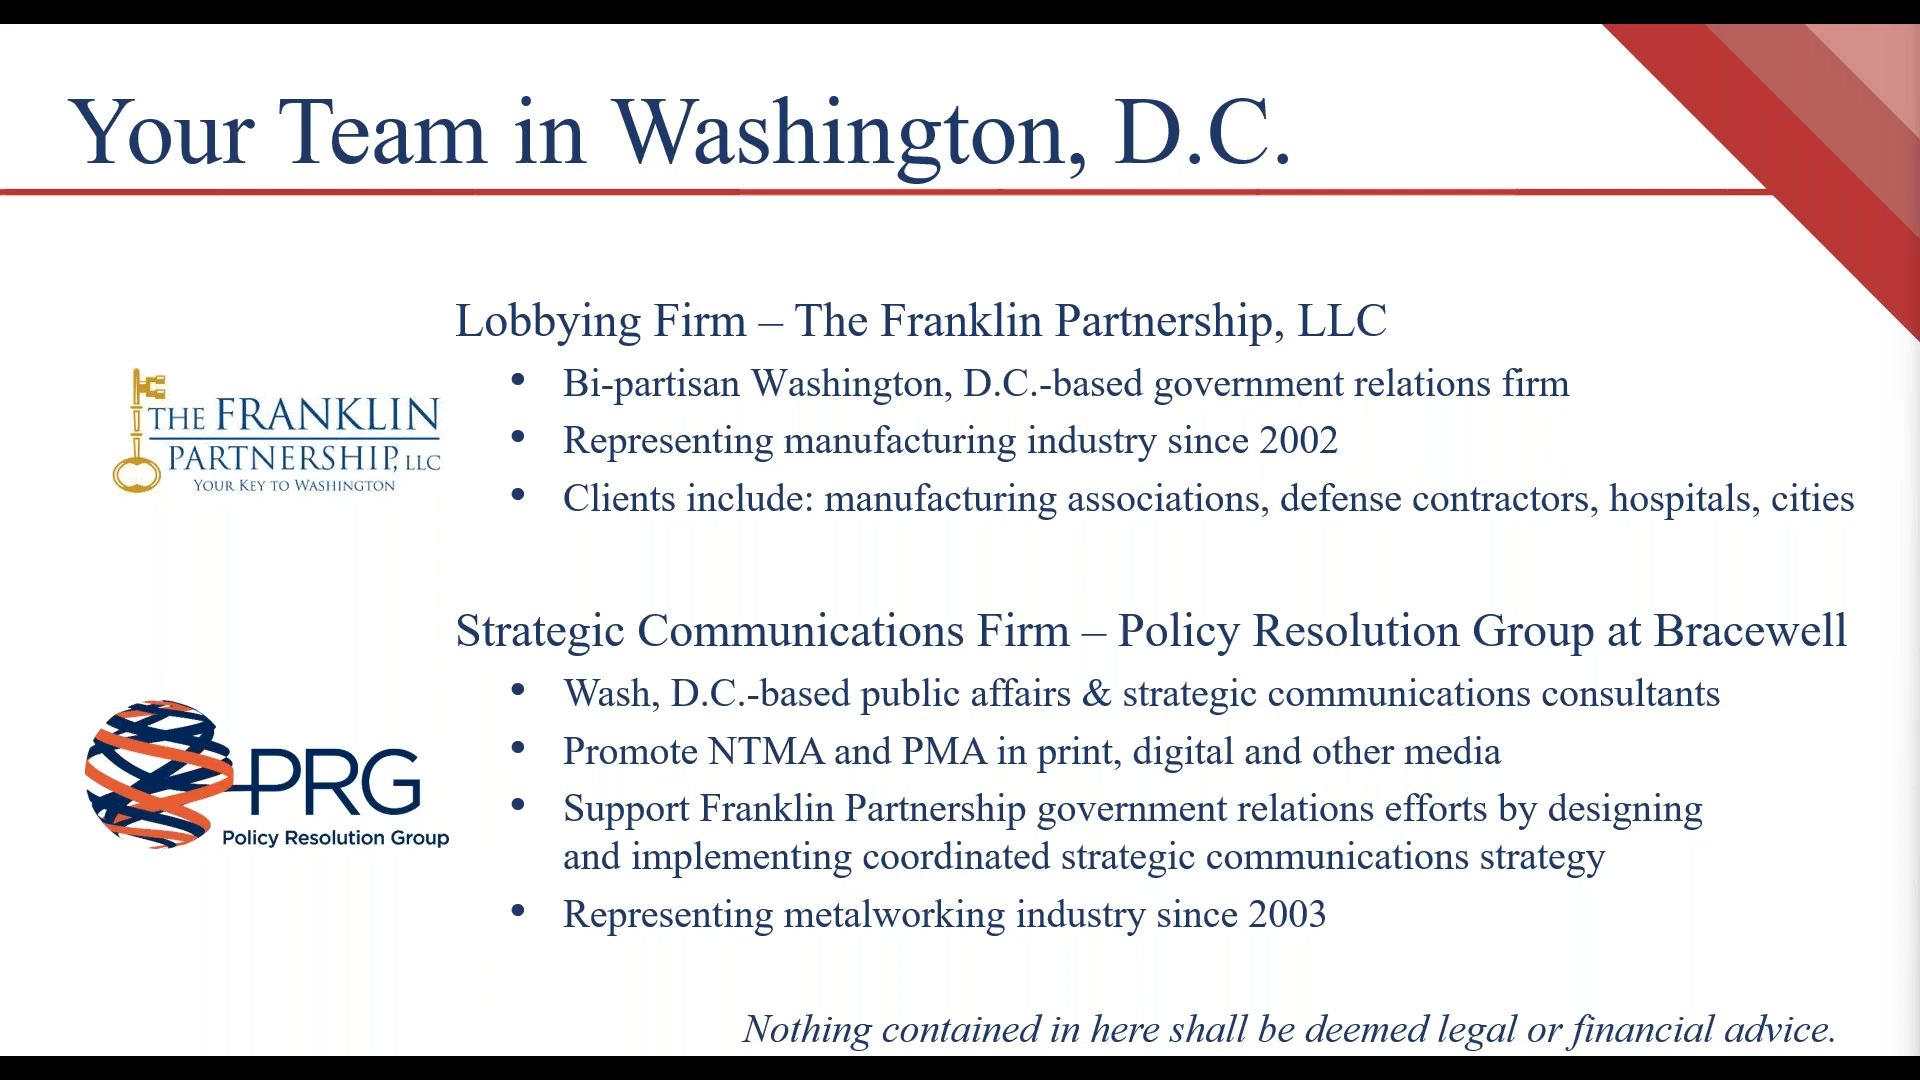 Your Team in Washington, D.C.
Lobbying Firm – The Franklin Partnership, LLC
• Bi-partisan Washington, D.C.-based government relations firm
• Representing manufacturing industry since 2002
• Clients include: manufacturing associations, defense contractors, hospitals, cities
THE FRANKLIN
PARTNERSHIP, LLC
YOUR KEY TO WASHINGTON
Strategic Communications Firm – Policy Resolution Group at Bracewell
• Wash, D.C.-based public affairs & strategic communications consultants
• Promote NTMA and PMA in print, digital and other media
• Support Franklin Partnership government relations efforts by designing
and implementing coordinated strategic communications strategy
• Representing metalworking industry since 2003
PRG
Policy Resolution Group
Nothing contained in here shall be deemed legal or financial advice.